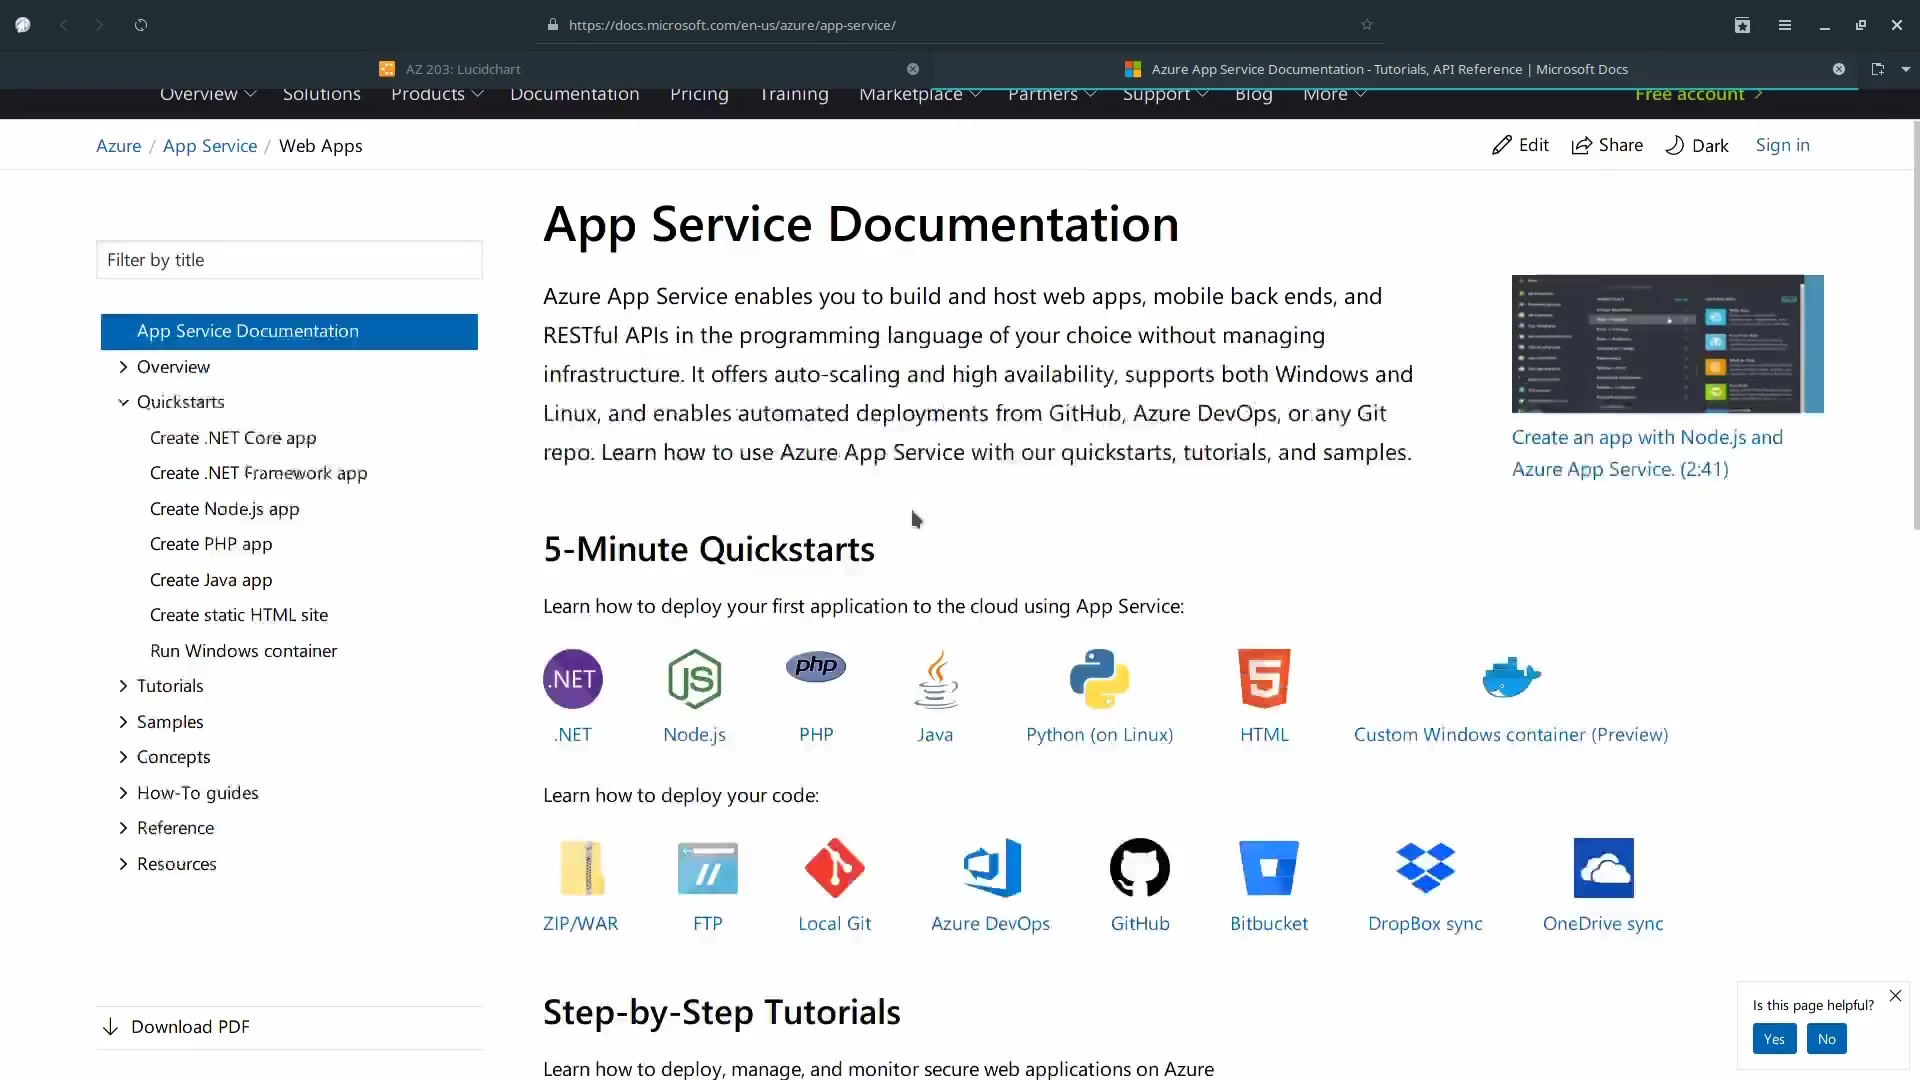 https://docs.microsoft.com/en-us/azure/app-service/
AZ 203: Lucidchart
Azure App Service Documentation - Tutorials, API Reference | Microsoft Docs
Overview Solutions Products Documentation Pricing Training Marketplace Partners Support Blog More Free account
Azure / App Service / Web Apps
Edit Share Dark Sign in
Filter by title
App Service Documentation
Overview
Quickstarts
Create .NET Core app
Create .NET Framework app
Create Node.js app
Create PHP app
Create Java app
Create static HTML site
Run Windows container
Tutorials
Samples
Concepts
How-To guides
Reference
Resources
Download PDF
App Service Documentation
Azure App Service enables you to build and host web apps, mobile back ends, and
RESTful APIs in the programming language of your choice without managing
infrastructure. It offers auto-scaling and high availability, supports both Windows and
Linux, and enables automated deployments from GitHub, Azure DevOps, or any Git
repo. Learn how to use Azure App Service with our quickstarts, tutorials, and samples.
Create an app with Node.js and
Azure App Service. (2:41)
5-Minute Quickstarts
Learn how to deploy your first application to the cloud using App Service:
.NET JS php 5
.NET Node.js PHP Java Python (on Linux) HTML Custom Windows container (Preview)
Learn how to deploy your code:
ZIP/WAR FTP Local Git Azure DevOps GitHub Bitbucket DropBox sync OneDrive sync
Step-by-Step Tutorials
Learn how to deploy, manage, and monitor secure web applications on Azure
Is this page helpful?
Yes No